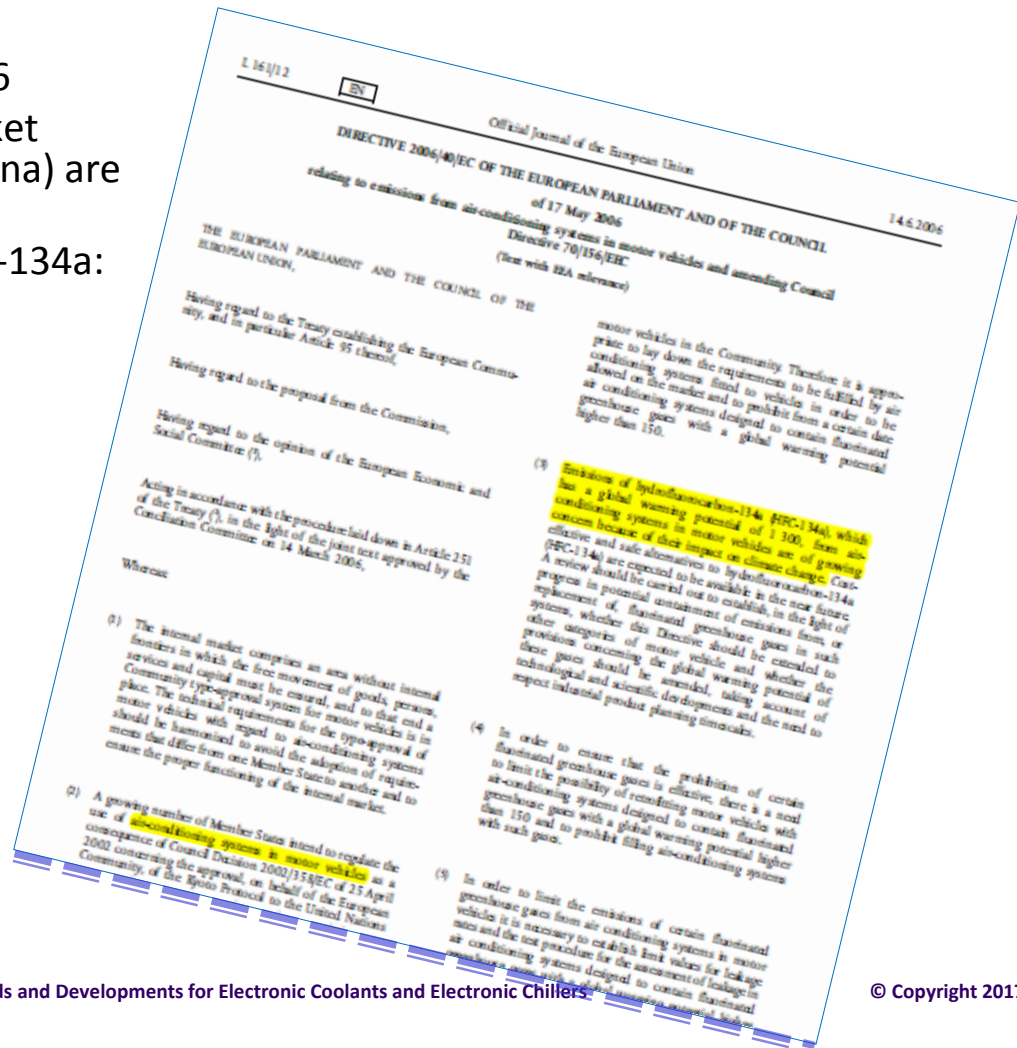 6
ket
na) are
-134a:
L 161/12
EN
Official Journal of the European Union
14.6.2006
DIRECTIVE 2006/40/EC OF THE EUROPEAN PARLIAMENT AND OF THE COUNCIL
of 17 May 2006
relating to emissions from air-conditioning systems in motor vehicles and amending Council
Directive 70/156/EEC
(Text with EEA relevance)
THE EUROPEAN PARLIAMENT AND THE COUNCIL OF THE
EUROPEAN UNION,
Having regard to the Treaty establishing the European Commu-
nity, and in particular Article 95 thereof,
Having regard to the proposal from the Commission,
Having regard to the opinion of the European Economic and
Social Committee (¹),
Acting in accordance with the procedure laid down in Article 251
of the Treaty (²), in the light of the joint text approved by the
Conciliation Committee on 14 March 2006,
Whereas:
(1) The internal market comprises an area without internal
frontiers in which the free movement of goods, persons,
services and capital must be ensured, and to that end a
Community type-approval system for motor vehicles is in
place. The technical requirements for the type-approval of
motor vehicles with regard to air-conditioning systems
should be harmonised to avoid the adoption of require-
ments that differ from one Member State to another and to
ensure the proper functioning of the internal market.
(2) A growing number of Member States intend to regulate the
use of air-conditioning systems in motor vehicles as a
consequence of Council Decision 2002/358/EC of 25 April
2002 concerning the approval, on behalf of the European
Community, of the Kyoto Protocol to the United Nations
motor vehicles in the Community. Therefore it is appro-
priate to lay down the requirements to be fulfilled by air
conditioning systems fitted to vehicles in order to be
allowed on the market and to prohibit from a certain date
air conditioning systems designed to contain fluorinated
greenhouse gases with a global warming potential
higher than 150.
(3) Emissions of hydrofluorocarbon-134a (HFC-134a), which
has a global warming potential of 1 300, from air-
conditioning systems in motor vehicles are of growing
concern because of their impact on climate change. Cost-
effective and safe alternatives to hydrofluorocarbon-134a
(HFC-134a) are expected to be available in the near future.
A review should be carried out to establish, in the light of
progress in potential containment of emissions from, or
replacement of, fluorinated greenhouse gases in such
systems, whether this Directive should be extended to
other categories of motor vehicle and whether the
provisions concerning the global warming potential of
these gases should be amended, taking account of
technological and scientific developments and the need to
respect industrial product planning timescales.
(4) In order to ensure that the prohibition of certain
fluorinated greenhouse gases is effective, there is a need
to limit the possibility of retrofitting motor vehicles with
air-conditioning systems designed to contain fluorinated
greenhouse gases with a global warming potential higher
than 150 and to prohibit filling air-conditioning systems
with such gases.
(5) In order to limit the emissions of certain fluorinated
greenhouse gases from air conditioning systems in motor
vehicles it is necessary to establish limit values for leakage
rates and the test procedure for the assessment of leakage in
air conditioning systems designed to contain fluorinated
greenhouse gases with a global warming potential higher
ds and Developments for Electronic Coolants and Electronic Chillers
© Copyright 2017